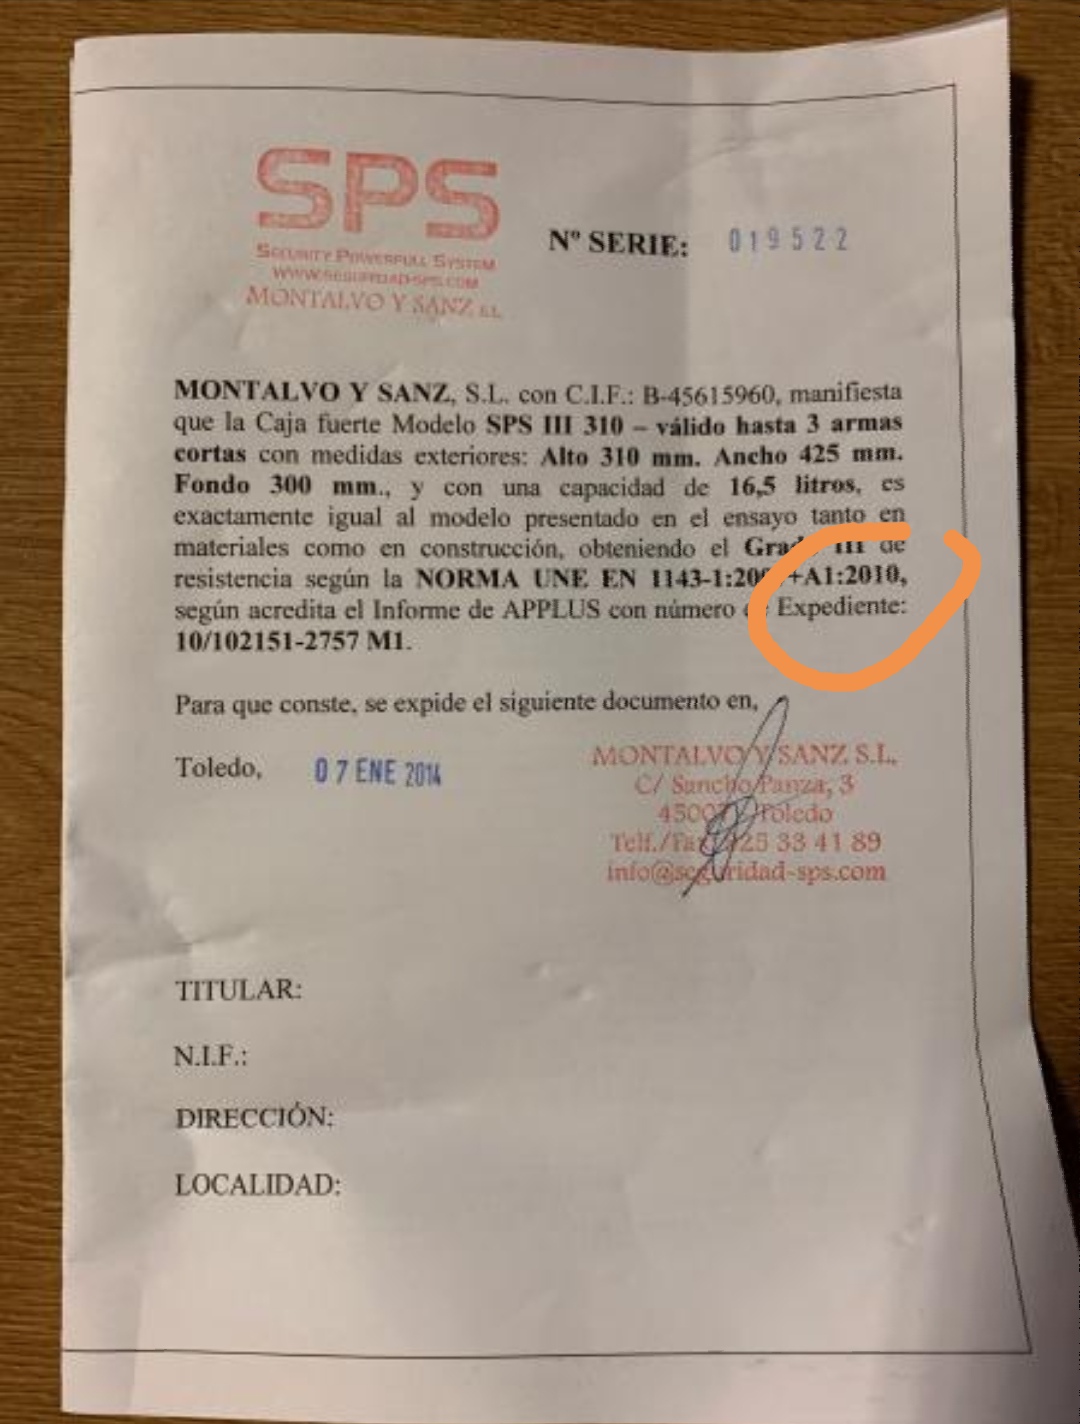 SPS
SECURITY POWERFULL SYSTEM
WWW.SEGURIDAD-SPS.COM
MONTALVO Y SANZ S.L.
Nº SERIE: 019522
MONTALVO Y SANZ, S.L. con C.I.F.: B-45615960, manifiesta
que la Caja fuerte Modelo SPS III 310 – válido hasta 3 armas
cortas con medidas exteriores: Alto 310 mm. Ancho 425 mm.
Fondo 300 mm., y con una capacidad de 16,5 litros, es
exactamente igual al modelo presentado en el ensayo tanto en
materiales como en construcción, obteniendo el Grado III de
resistencia según la NORMA UNE EN 1143-1: +A1:2010,
según acredita el Informe de APPLUS con número de Expediente:
10/102151-2757 M1.
Para que conste, se expide el siguiente documento en,
Toledo, 07 ENE 2014
MONTALVO Y SANZ S.L.
C/ Sancho Panza, 3
Toledo
Telf./Fax 925 33 41 89
info@seguridad-sps.com
TITULAR:
N.I.F.:
DIRECCIÓN:
LOCALIDAD: